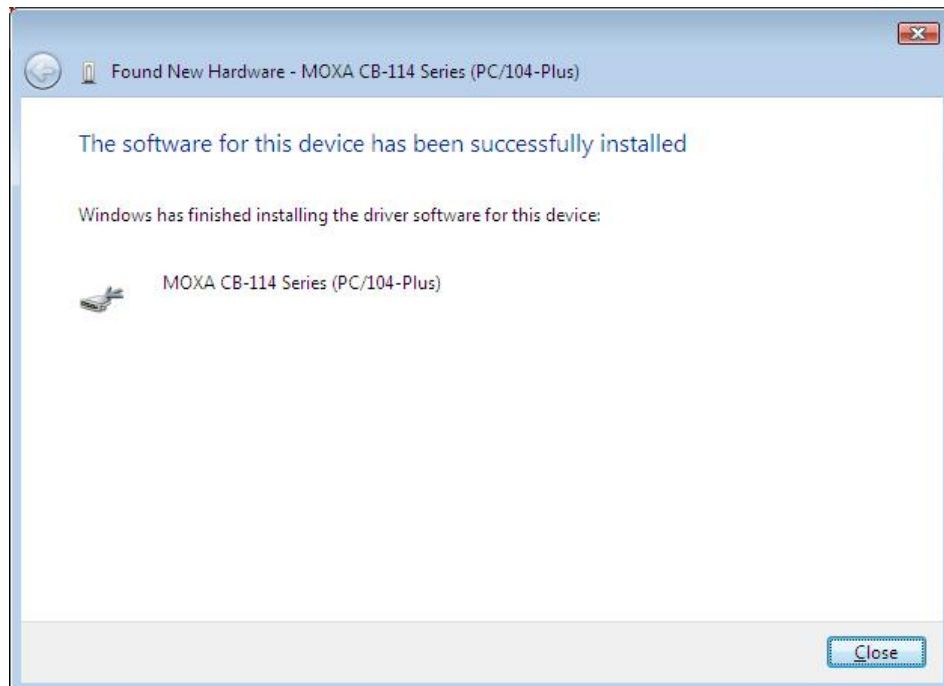 Found New Hardware - MOXA CB-114 Series (PC/104-Plus)
The software for this device has been successfully installed
Windows has finished installing the driver software for this device:
MOXA CB-114 Series (PC/104-Plus)
Close